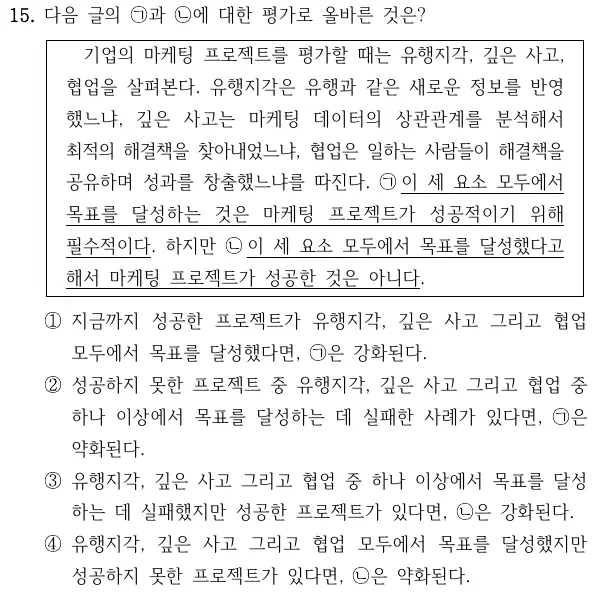 15. 다음 글의 ㉠과 ㉡에 대한 평가로 올바른 것은?
기업의 마케팅 프로젝트를 평가할 때는 유행지각, 깊은 사고,
협업을 살펴본다. 유행지각은 유행과 같은 새로운 정보를 반영
했느냐, 깊은 사고는 마케팅 데이터의 상관관계를 분석해서
최적의 해결책을 찾아내었느냐, 협업은 일하는 사람들이 해결책을
공유하며 성과를 창출했느냐를 따진다. ㉠ 이 세 요소 모두에서
목표를 달성하는 것은 마케팅 프로젝트가 성공적이기 위해
필수적이다. 하지만 ㉡ 이 세 요소 모두에서 목표를 달성했다고
해서 마케팅 프로젝트가 성공한 것은 아니다.
① 지금까지 성공한 프로젝트가 유행지각, 깊은 사고 그리고 협업
모두에서 목표를 달성했다면, ㉠은 강화된다.
② 성공하지 못한 프로젝트 중 유행지각, 깊은 사고 그리고 협업 중
하나 이상에서 목표를 달성하는 데 실패한 사례가 있다면, ㉠은
약화된다.
③ 유행지각, 깊은 사고 그리고 협업 중 하나 이상에서 목표를 달성
하는 데 실패했지만 성공한 프로젝트가 있다면, ㉡은 강화된다.
④ 유행지각, 깊은 사고 그리고 협업 모두에서 목표를 달성했지만
성공하지 못한 프로젝트가 있다면, ㉡은 약화된다.